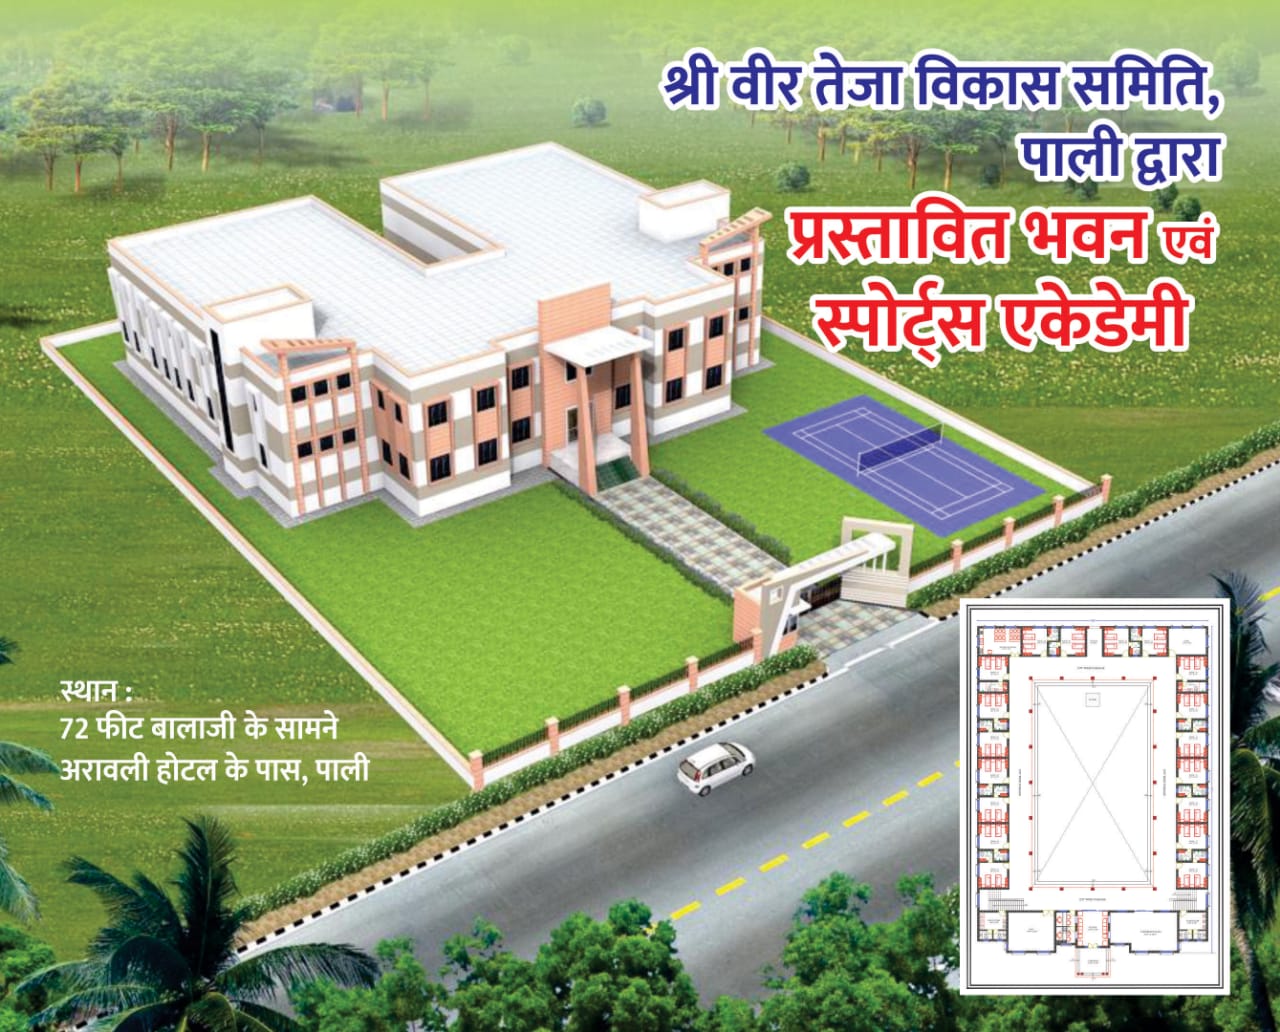 श्री वीर तेजा विकास समिति,
पाली द्वारा
प्रस्तावित भवन एवं
स्पोर्ट्स एकेडेमी
स्थान :
72 फीट बालाजी के सामने
अरावली होटल के पास, पाली